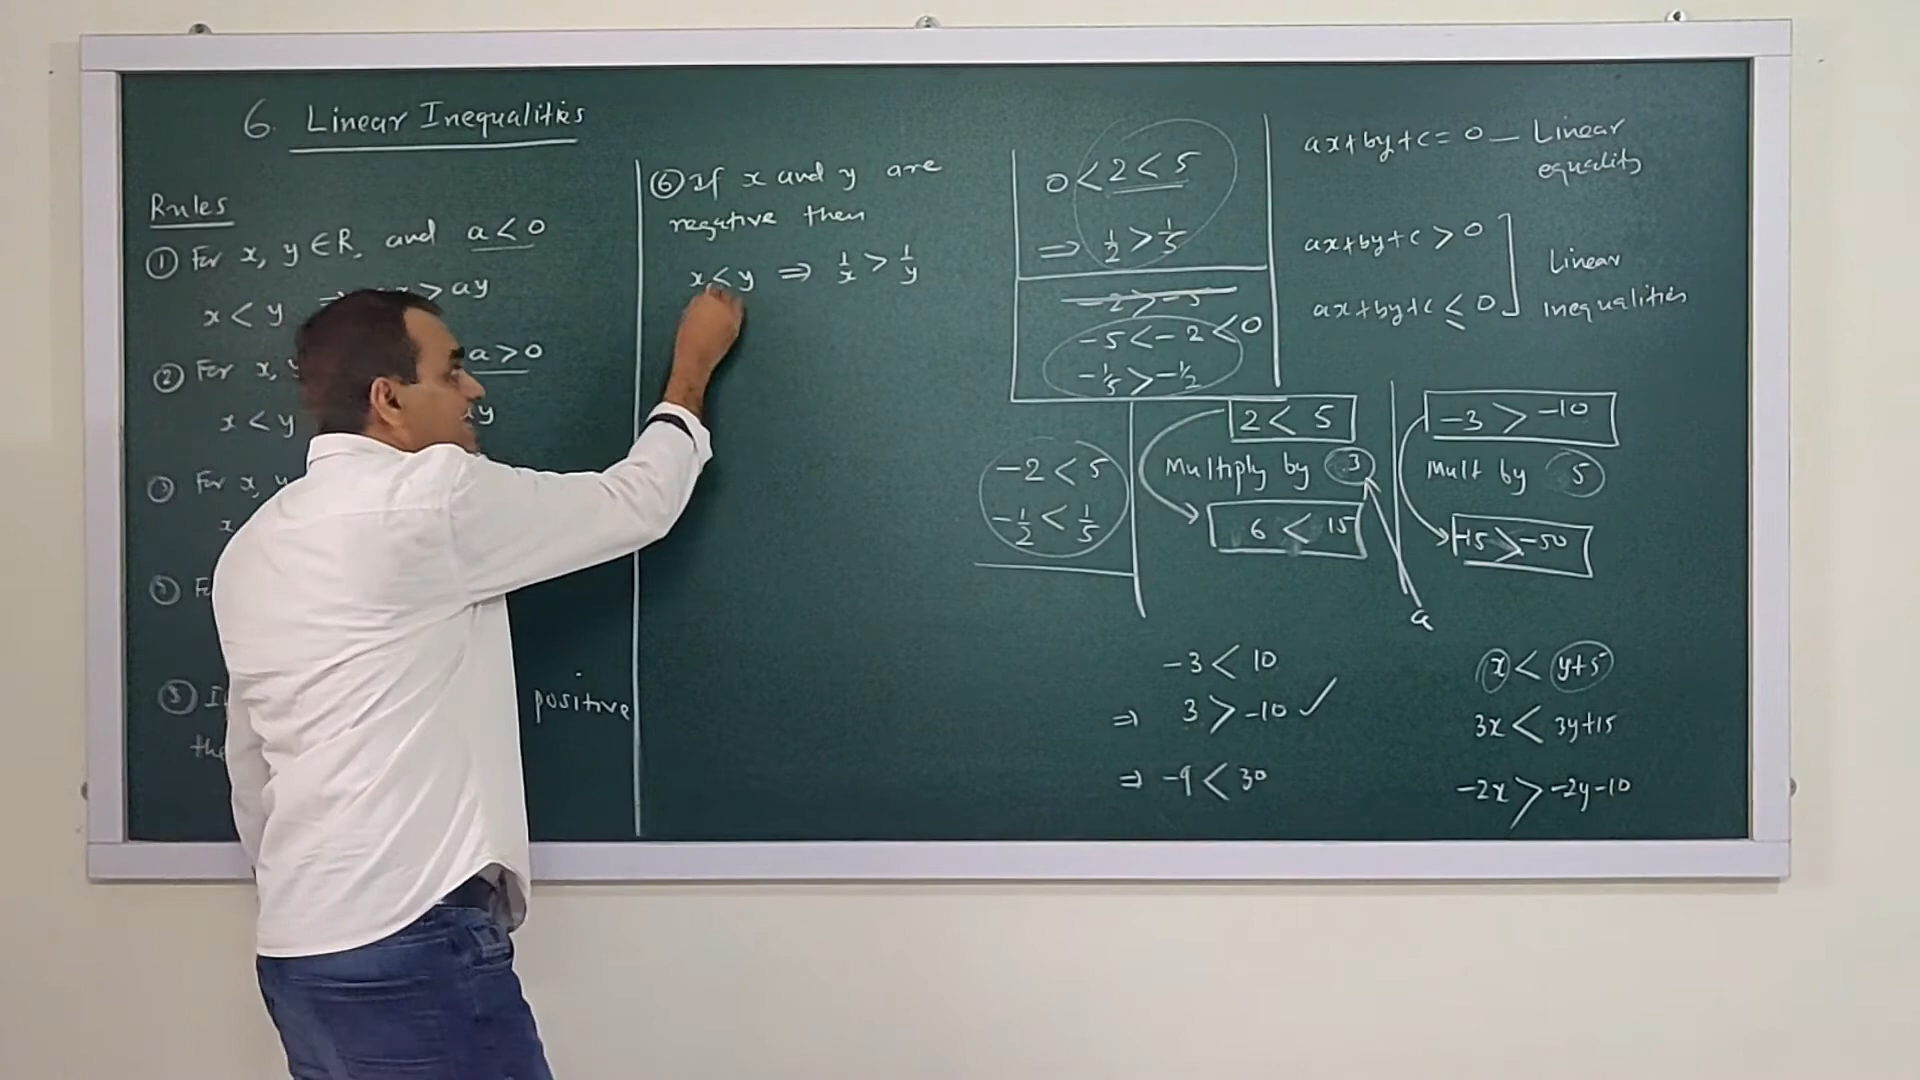 6. Linear Inequalities
Rules
① For x, y ∈ R, and a < 0
x < y ⇒ > ay
② For x, y a > 0
x < y ay
③ For x, y
x
⑤ positive
the
⑥ If x and y are
negative then
x < y ⇒ 1/x > 1/y
0 < 2 < 5
⇒ 1/2 > 1/5
-2 > -5
-5 < -2 < 0
-1/5 > -1/2
-2 < 5
-1/2 < 1/5
2 < 5
Multiply by 3
6 < 15
-3 > -10
Mult by 5
-15 > -50
a
ax+by+c = 0 — Linear
equality
ax+by+c > 0
ax+by+c ≤ 0
Linear
inequalities
-3 < 10
⇒ 3 > -10 ✓
⇒ -9 < 30
x < y+5
3x < 3y+15
-2x > -2y-10